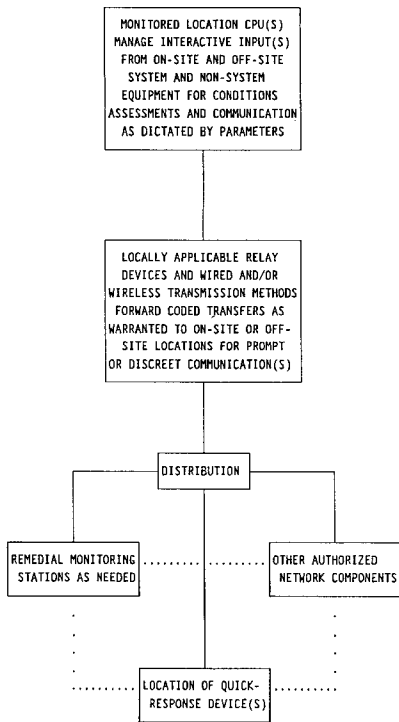 MONITORED LOCATION CPU(S)
MANAGE INTERACTIVE INPUT(S)
FROM ON-SITE AND OFF-SITE
SYSTEM AND NON-SYSTEM
EQUIPMENT FOR CONDITIONS
ASSESSMENTS AND COMMUNICATION
AS DICTATED BY PARAMETERS
LOCALLY APPLICABLE RELAY
DEVICES AND WIRED AND/OR
WIRELESS TRANSMISSION METHODS
FORWARD CODED TRANSFERS AS
WARRANTED TO ON-SITE OR OFF-
SITE LOCATIONS FOR PROMPT
OR DISCREET COMMUNICATION(S)
DISTRIBUTION
REMEDIAL MONITORING
STATIONS AS NEEDED
OTHER AUTHORIZED
NETWORK COMPONENTS
LOCATION OF QUICK-
RESPONSE DEVICE(S)